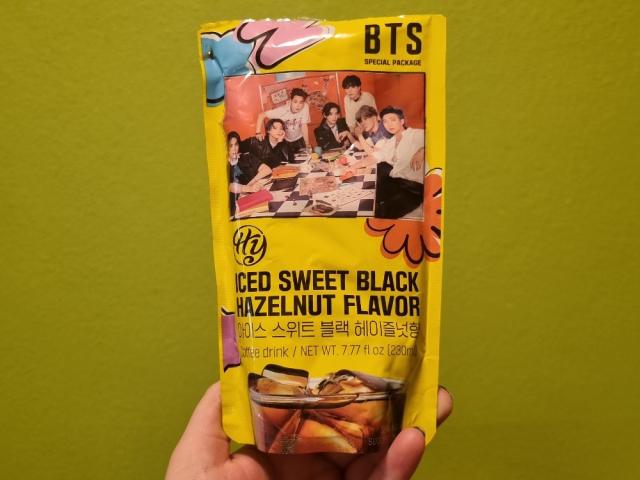 BTS
SPECIAL PACKAGE
Hy
ICED SWEET BLACK
HAZELNUT FLAVOR
아이스 스위트 블랙 헤이즐넛향
Coffee drink / NET WT. 7.77 fl oz (230mL)